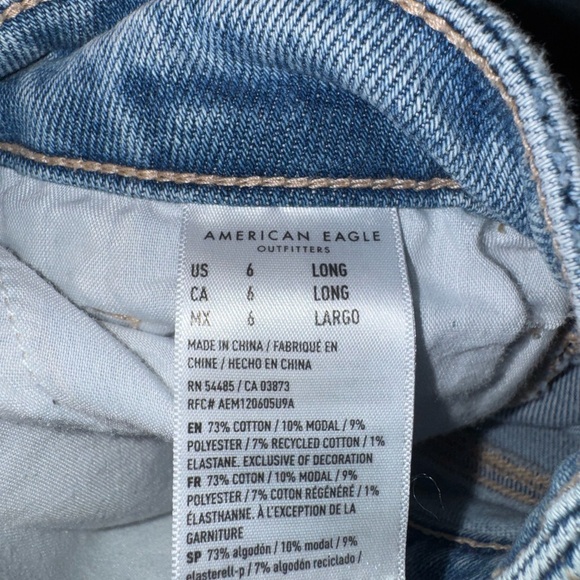 AMERICAN EAGLE
OUTFITTERS
US 6 LONG
CA 6 LONG
MX 6 LARGO
MADE IN CHINA / FABRIQUÉ EN
CHINE / HECHO EN CHINA
RN 54485 / CA 03873
RFC# AEM120605U9A
EN 73% COTTON / 10% MODAL / 9%
POLYESTER / 7% RECYCLED COTTON / 1%
ELASTANE. EXCLUSIVE OF DECORATION
FR 73% COTON / 10% MODAL / 9%
POLYESTER / 7% COTON RÉGÉNÉRÉ / 1%
ÉLASTHANNE. À L'EXCEPTION DE LA
GARNITURE
SP 73% algodón / 10% modal / 9%
elasterell-p / 7% algodón reciclado /